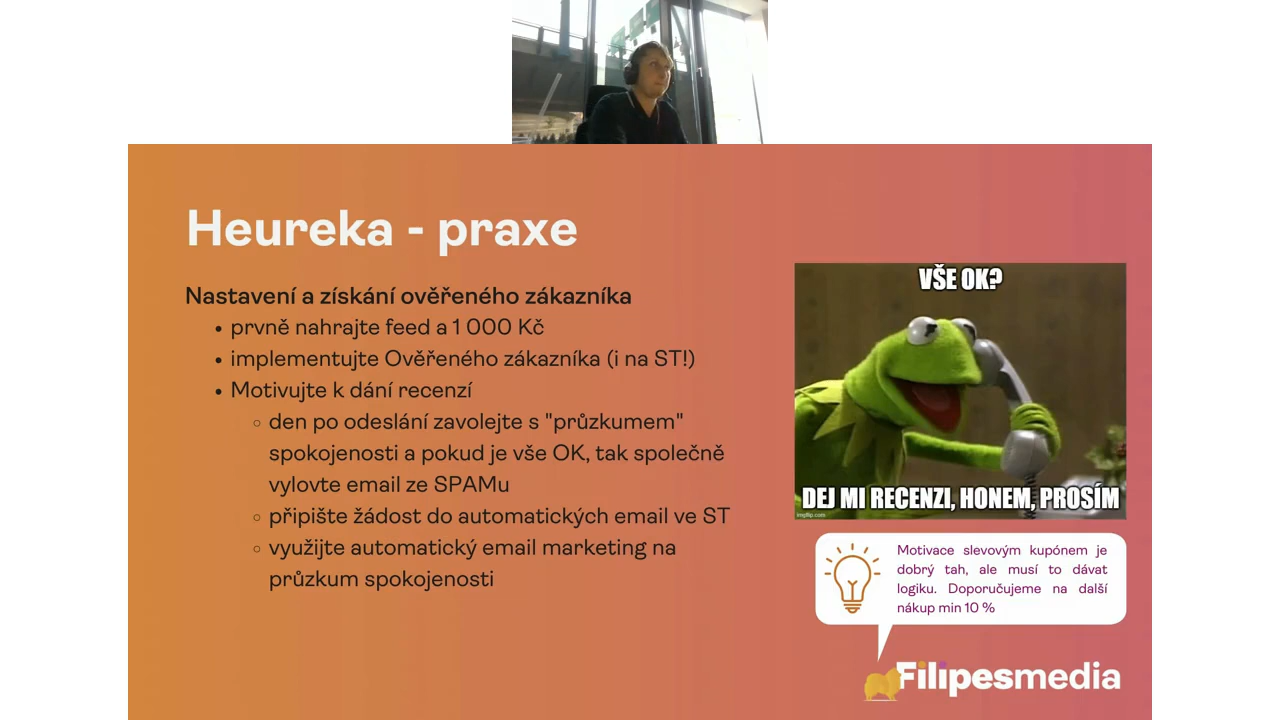 Heureka - praxe
Nastavení a získání ověřeného zákazníka
• prvně nahrajte feed a 1 000 Kč
• implementujte Ověřeného zákazníka (i na ST!)
• Motivujte k dání recenzí
◦ den po odeslání zavolejte s "průzkumem"
spokojenosti a pokud je vše OK, tak společně
vylovte email ze SPAMu
◦ připište žádost do automatických email ve ST
◦ využijte automatický email marketing na
průzkum spokojenosti
VŠE OK?
DEJ MI RECENZI, HONEM, PROSÍM
imgflip.com
Motivace slevovým kupónem je
dobrý tah, ale musí to dávat
logiku. Doporučujeme na další
nákup min 10 %
Filipesmedia